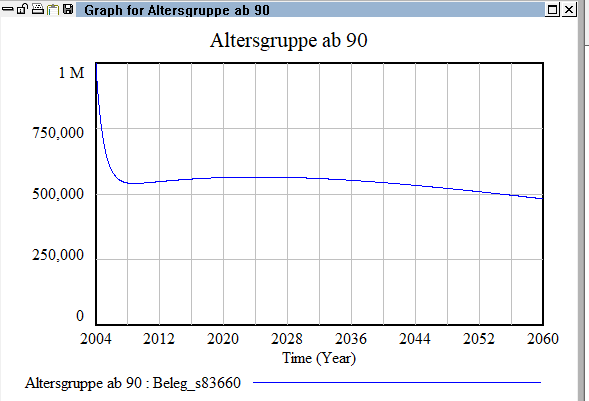 Graph for Altersgruppe ab 90
Altersgruppe ab 90
1 M
750,000
500,000
250,000
0
2004 2012 2020 2028 2036 2044 2052 2060
Time (Year)
Altersgruppe ab 90 : Beleg_s83660